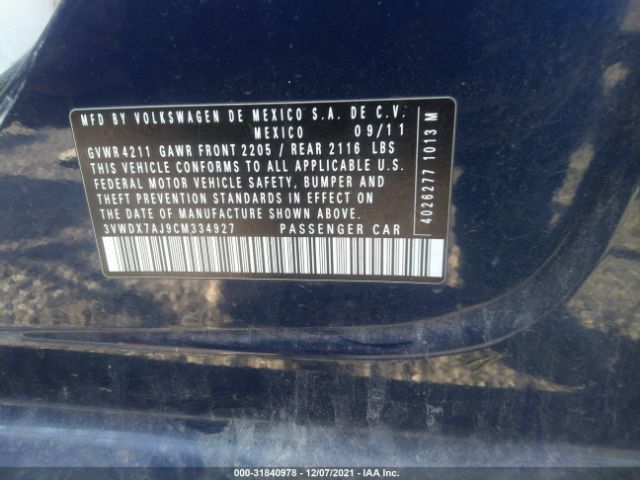 MFD BY VOLKSWAGEN DE MEXICO S.A. DE C.V.
MEXICO 09/11
GVWR 4211 GAWR FRONT 2205 / REAR 2116 LBS
THIS VEHICLE CONFORMS TO ALL APPLICABLE U.S.
FEDERAL MOTOR VEHICLE SAFETY, BUMPER AND
THEFT PREVENTION STANDARDS IN EFFECT ON
THE DATE OF MANUFACTURE SHOWN ABOVE.
3VWDX7AJ9CM334927 PASSENGER CAR
4026277 1013 M
000-31840978 - 12/07/2021 - IAA Inc.